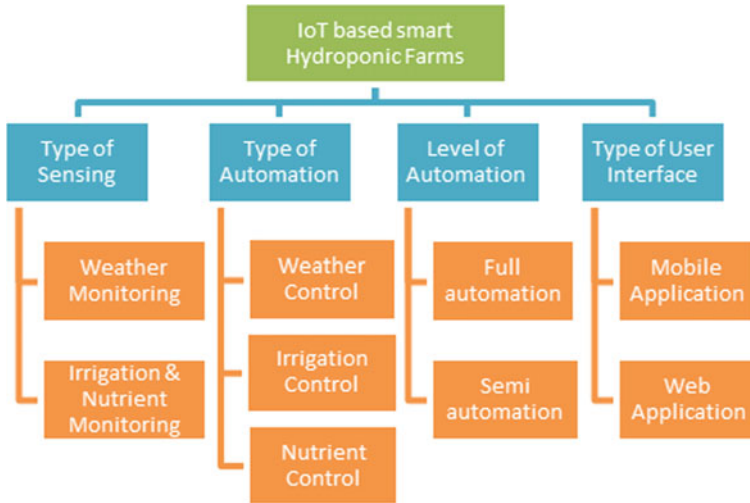 IoT based smart
Hydroponic Farms
Type of
Sensing
Type of
Automation
Level of
Automation
Type of User
Interface
Weather
Monitoring
Irrigation &
Nutrient
Monitoring
Weather
Control
Irrigation
Control
Nutrient
Control
Full
automation
Semi
automation
Mobile
Application
Web
Application